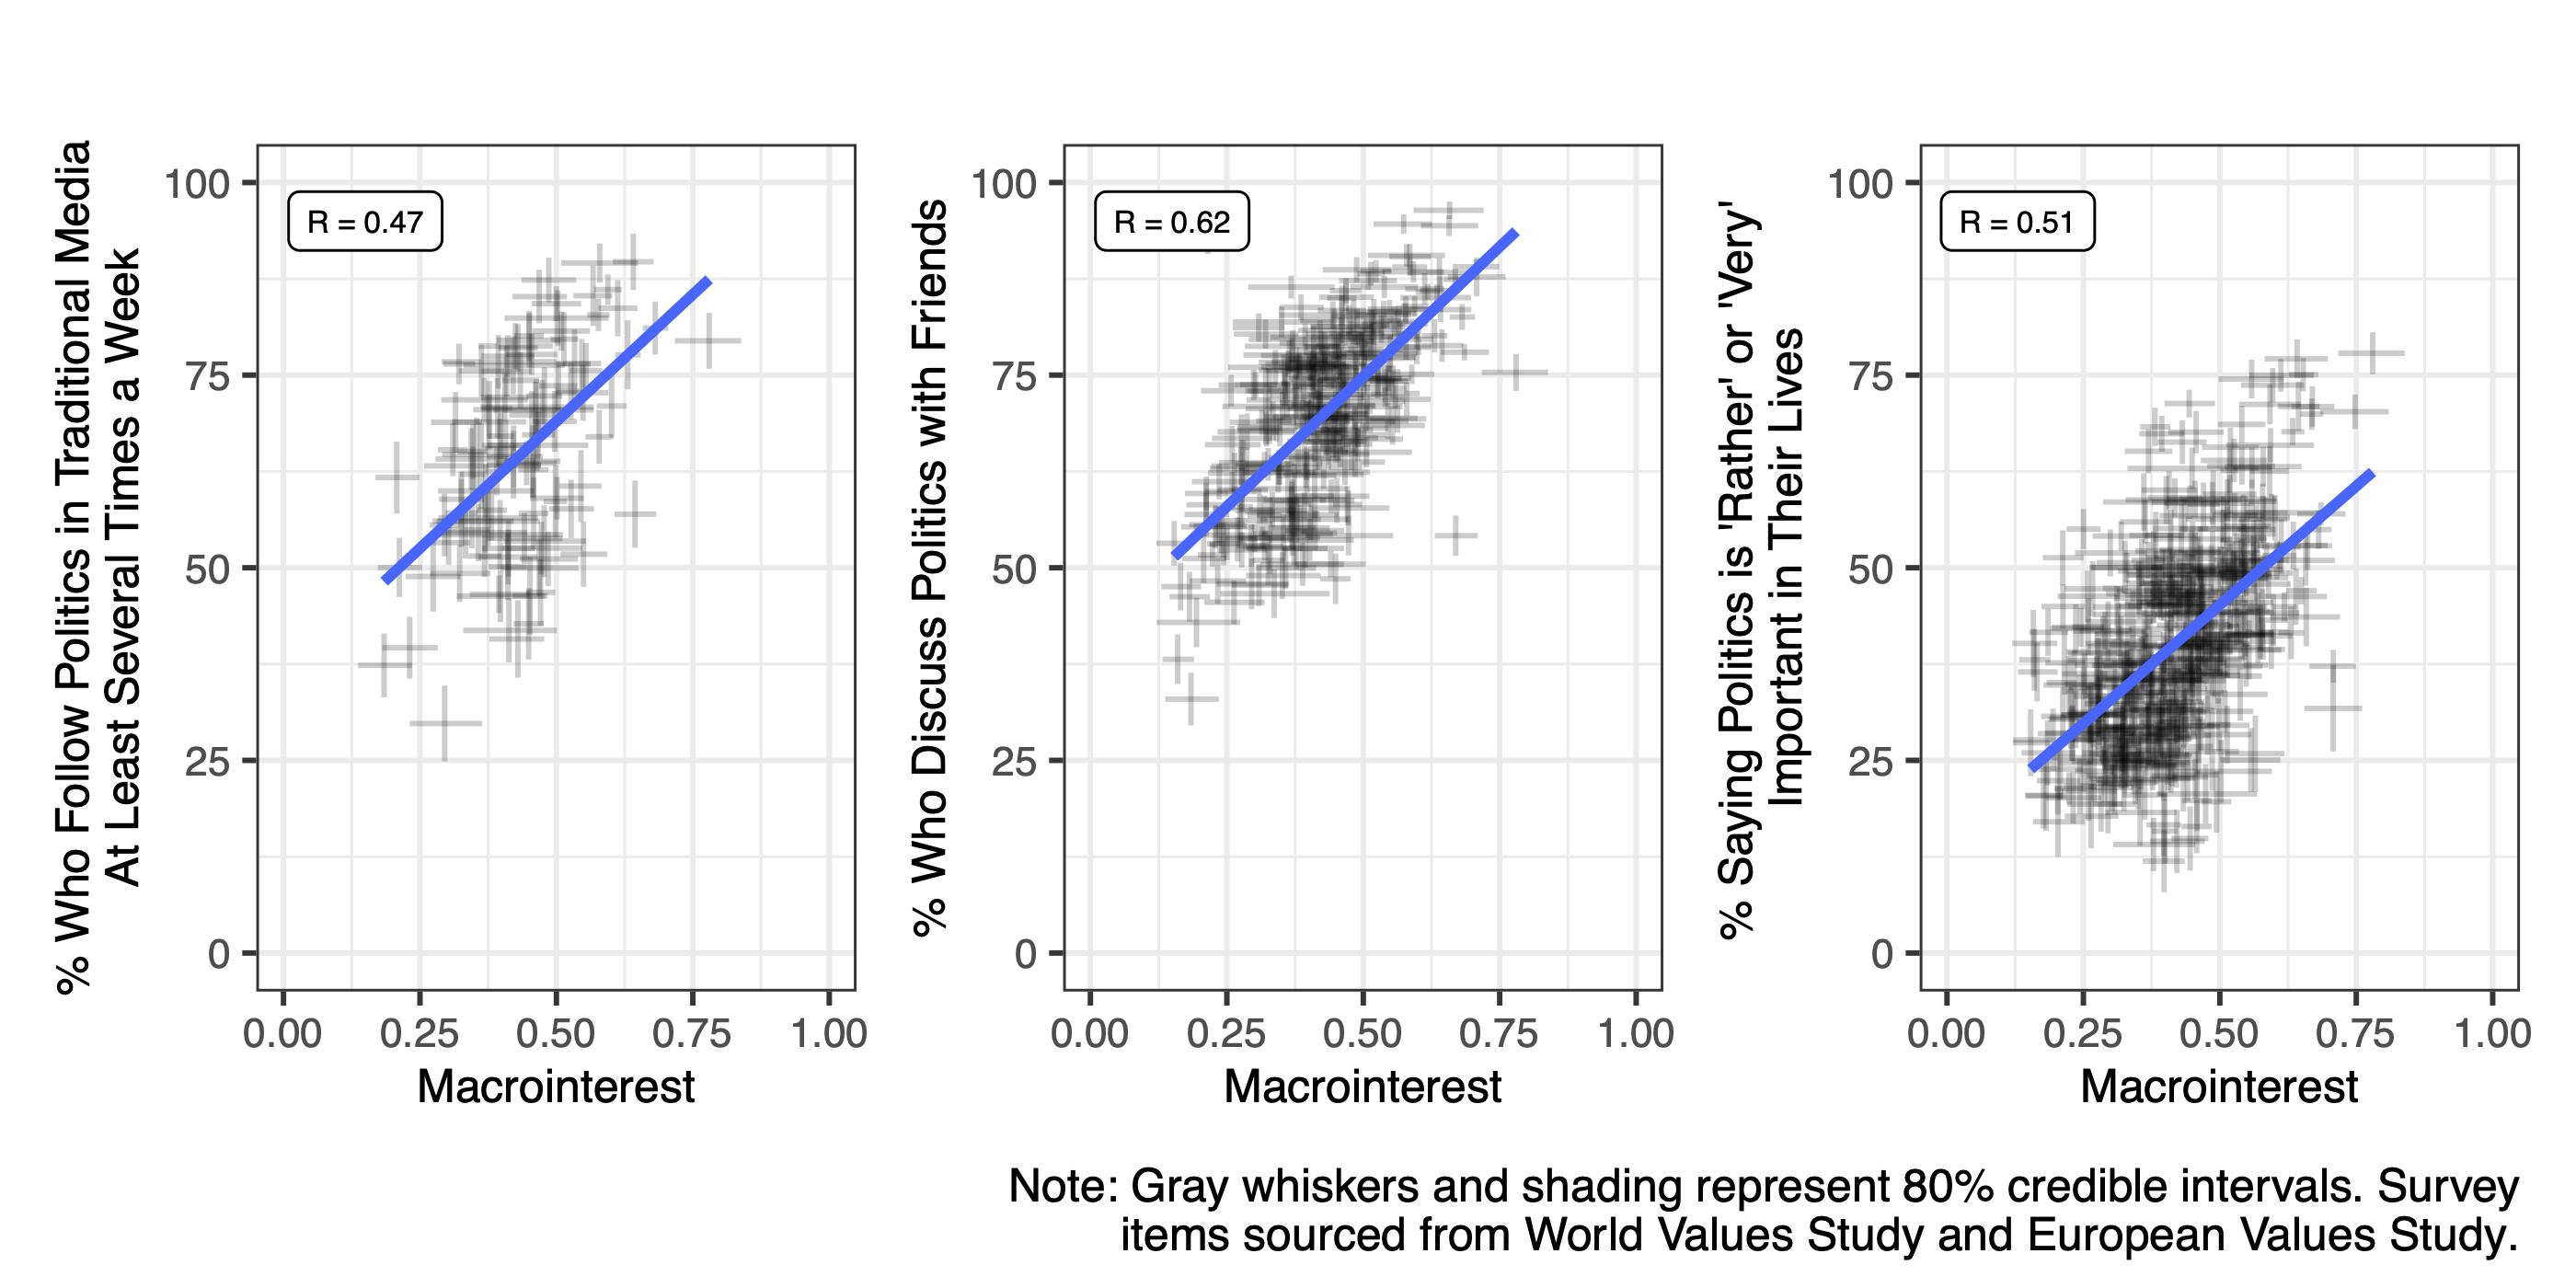 % Who Follow Politics in Traditional Media
At Least Several Times a Week
100
75
50
25
0
R = 0.47
0.00 0.25 0.50 0.75 1.00
Macrointerest
% Who Discuss Politics with Friends
100
75
50
25
0
R = 0.62
0.00 0.25 0.50 0.75 1.00
Macrointerest
% Saying Politics is 'Rather' or 'Very'
Important in Their Lives
100
75
50
25
0
R = 0.51
0.00 0.25 0.50 0.75 1.00
Macrointerest
Note: Gray whiskers and shading represent 80% credible intervals. Survey
items sourced from World Values Study and European Values Study.